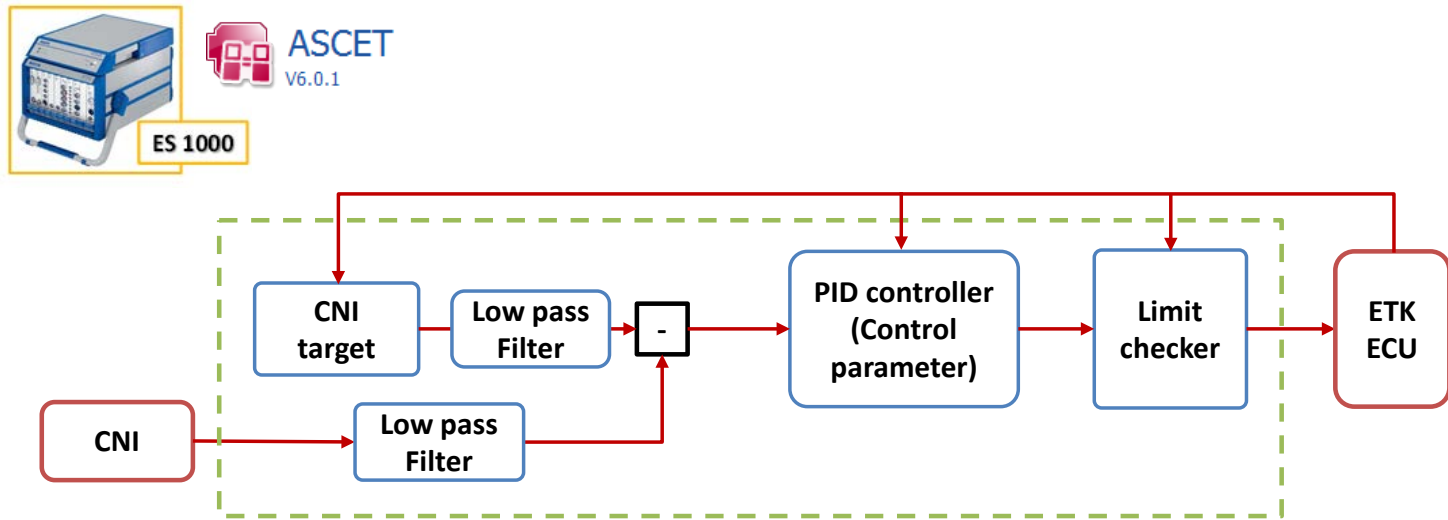 ASCET
V6.0.1
ES 1000
CNI
target
Low pass
Filter
-
PID controller
(Control
parameter)
Limit
checker
ETK
ECU
CNI
Low pass
Filter